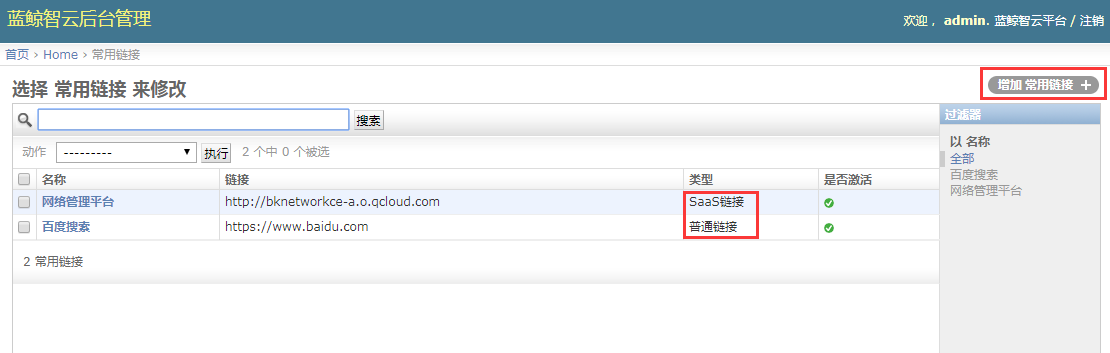 蓝鲸智云后台管理
欢迎， admin. 蓝鲸智云平台 / 注销
首页 › Home › 常用链接
选择 常用链接 来修改
增加 常用链接 +
搜索
过滤器
动作 --------- 执行 2 个中 0 个被选
以 名称
全部
百度搜索
网络管理平台
名称 链接 类型 是否激活
网络管理平台 http://bknetworkce-a.o.qcloud.com SaaS链接
百度搜索 https://www.baidu.com 普通链接
2 常用链接